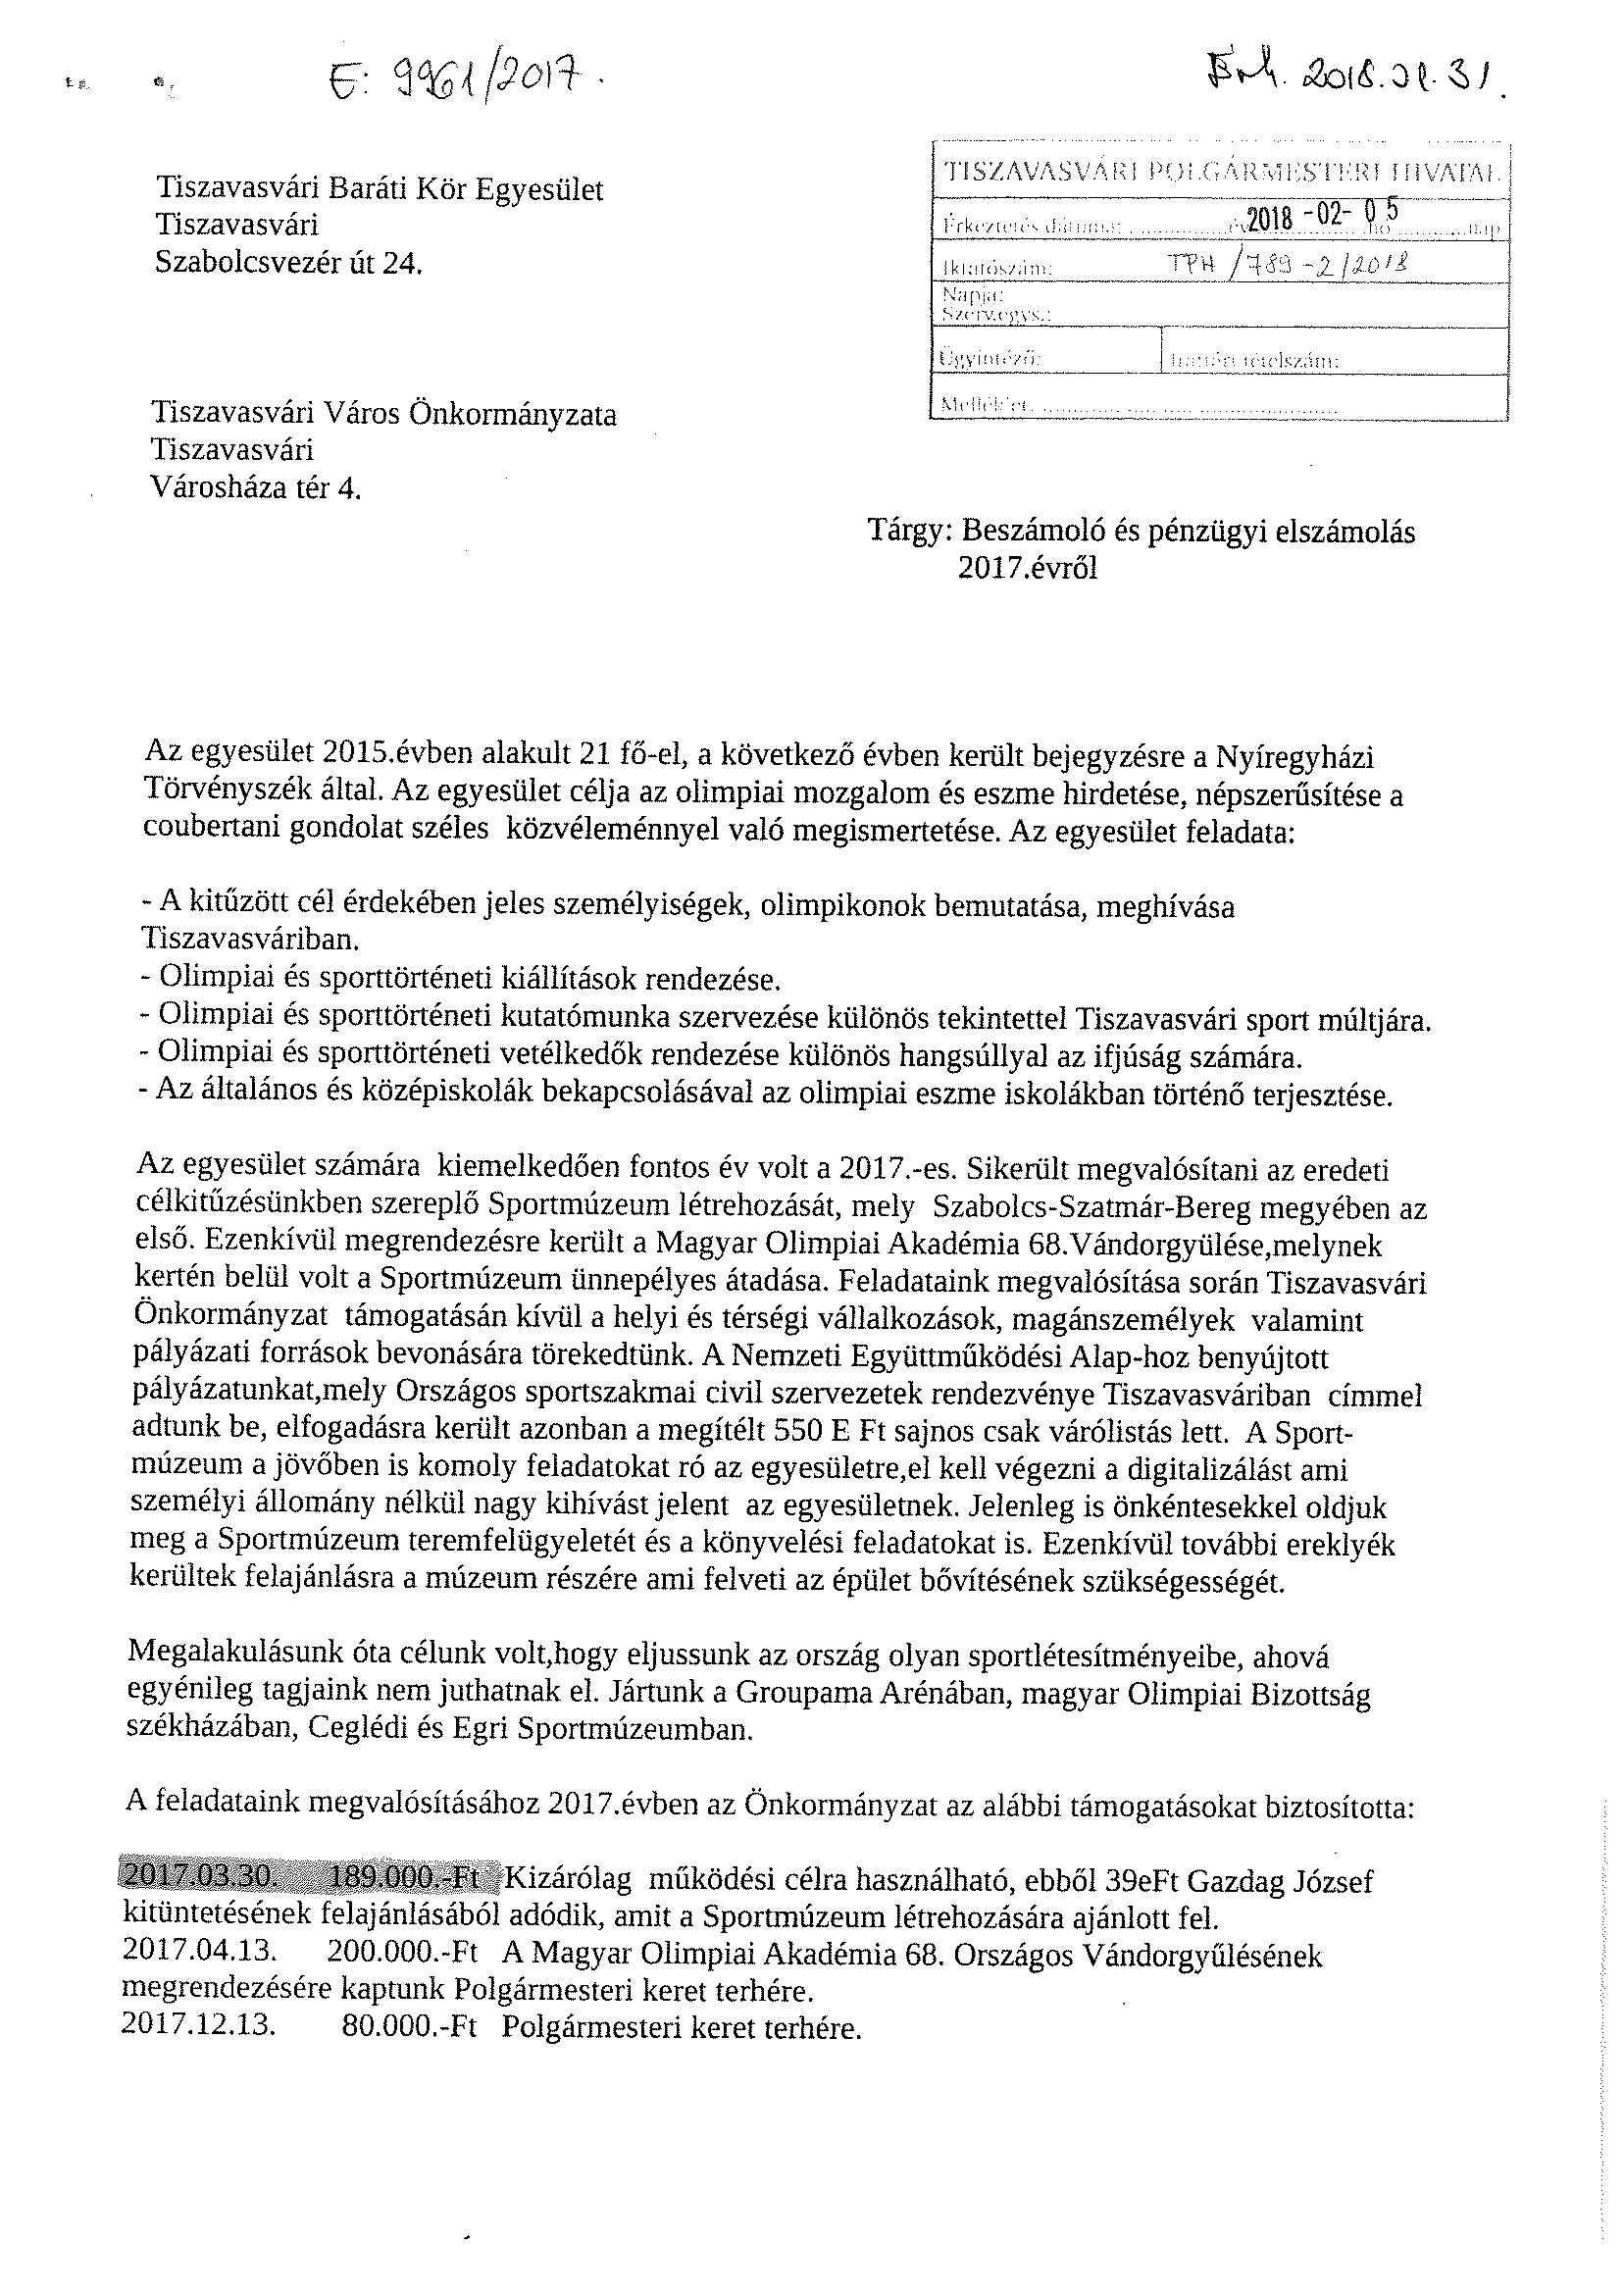 E: 9961/2017.
Érk. 2018.01.31.
TISZAVASVÁRI POLGÁRMESTERI HIVATAL
Érkeztetés dátuma: 2018 -02- 05 nap
Iktatószám: TPH /789-2/2018
Napja:
Szerv.egys.:
Ügyintéző: Irattári tételszám:
Melléklet:
Tiszavasvári Baráti Kör Egyesület
Tiszavasvári
Szabolcsvezér út 24.
Tiszavasvári Város Önkormányzata
Tiszavasvári
Városháza tér 4.
Tárgy: Beszámoló és pénzügyi elszámolás
2017.évről
Az egyesület 2015.évben alakult 21 fő-el, a következő évben került bejegyzésre a Nyíregyházi
Törvényszék által. Az egyesület célja az olimpiai mozgalom és eszme hirdetése, népszerűsítése a
coubertani gondolat széles közvéleménnyel való megismertetése. Az egyesület feladata:
- A kitűzött cél érdekében jeles személyiségek, olimpikonok bemutatása, meghívása
Tiszavasváriban.
- Olimpiai és sporttörténeti kiállítások rendezése.
- Olimpiai és sporttörténeti kutatómunka szervezése különös tekintettel Tiszavasvári sport múltjára.
- Olimpiai és sporttörténeti vetélkedők rendezése különös hangsúllyal az ifjúság számára.
- Az általános és középiskolák bekapcsolásával az olimpiai eszme iskolákban történő terjesztése.
Az egyesület számára kiemelkedően fontos év volt a 2017.-es. Sikerült megvalósítani az eredeti
célkitűzésünkben szereplő Sportmúzeum létrehozását, mely Szabolcs-Szatmár-Bereg megyében az
első. Ezenkívül megrendezésre került a Magyar Olimpiai Akadémia 68.Vándorgyülése,melynek
kertén belül volt a Sportmúzeum ünnepélyes átadása. Feladataink megvalósítása során Tiszavasvári
Önkormányzat támogatásán kívül a helyi és térségi vállalkozások, magánszemélyek valamint
pályázati források bevonására törekedtünk. A Nemzeti Együttműködési Alap-hoz benyújtott
pályázatunkat,mely Országos sportszakmai civil szervezetek rendezvénye Tiszavasváriban címmel
adtunk be, elfogadásra került azonban a megítélt 550 E Ft sajnos csak várólistás lett. A Sport-
múzeum a jövőben is komoly feladatokat ró az egyesületre,el kell végezni a digitalizálást ami
személyi állomány nélkül nagy kihívást jelent az egyesületnek. Jelenleg is önkéntesekkel oldjuk
meg a Sportmúzeum teremfelügyeletét és a könyvelési feladatokat is. Ezenkívül további ereklyék
kerültek felajánlásra a múzeum részére ami felveti az épület bővítésének szükségességét.
Megalakulásunk óta célunk volt,hogy eljussunk az ország olyan sportlétesítményeibe, ahová
egyénileg tagjaink nem juthatnak el. Jártunk a Groupama Arénában, magyar Olimpiai Bizottság
székházában, Ceglédi és Egri Sportmúzeumban.
A feladataink megvalósításához 2017.évben az Önkormányzat az alábbi támogatásokat biztosította:
2017.03.30. 189.000.-Ft Kizárólag működési célra használható, ebből 39eFt Gazdag József
kitüntetésének felajánlásából adódik, amit a Sportmúzeum létrehozására ajánlott fel.
2017.04.13. 200.000.-Ft A Magyar Olimpiai Akadémia 68. Országos Vándorgyűlésének
megrendezésére kaptunk Polgármesteri keret terhére.
2017.12.13. 80.000.-Ft Polgármesteri keret terhére.